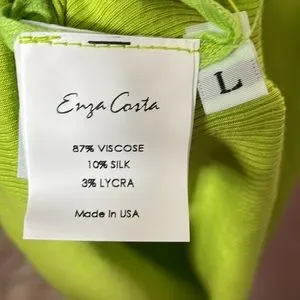 Enza Costa
87% VISCOSE
10% SILK
3% LYCRA
Made in USA
L